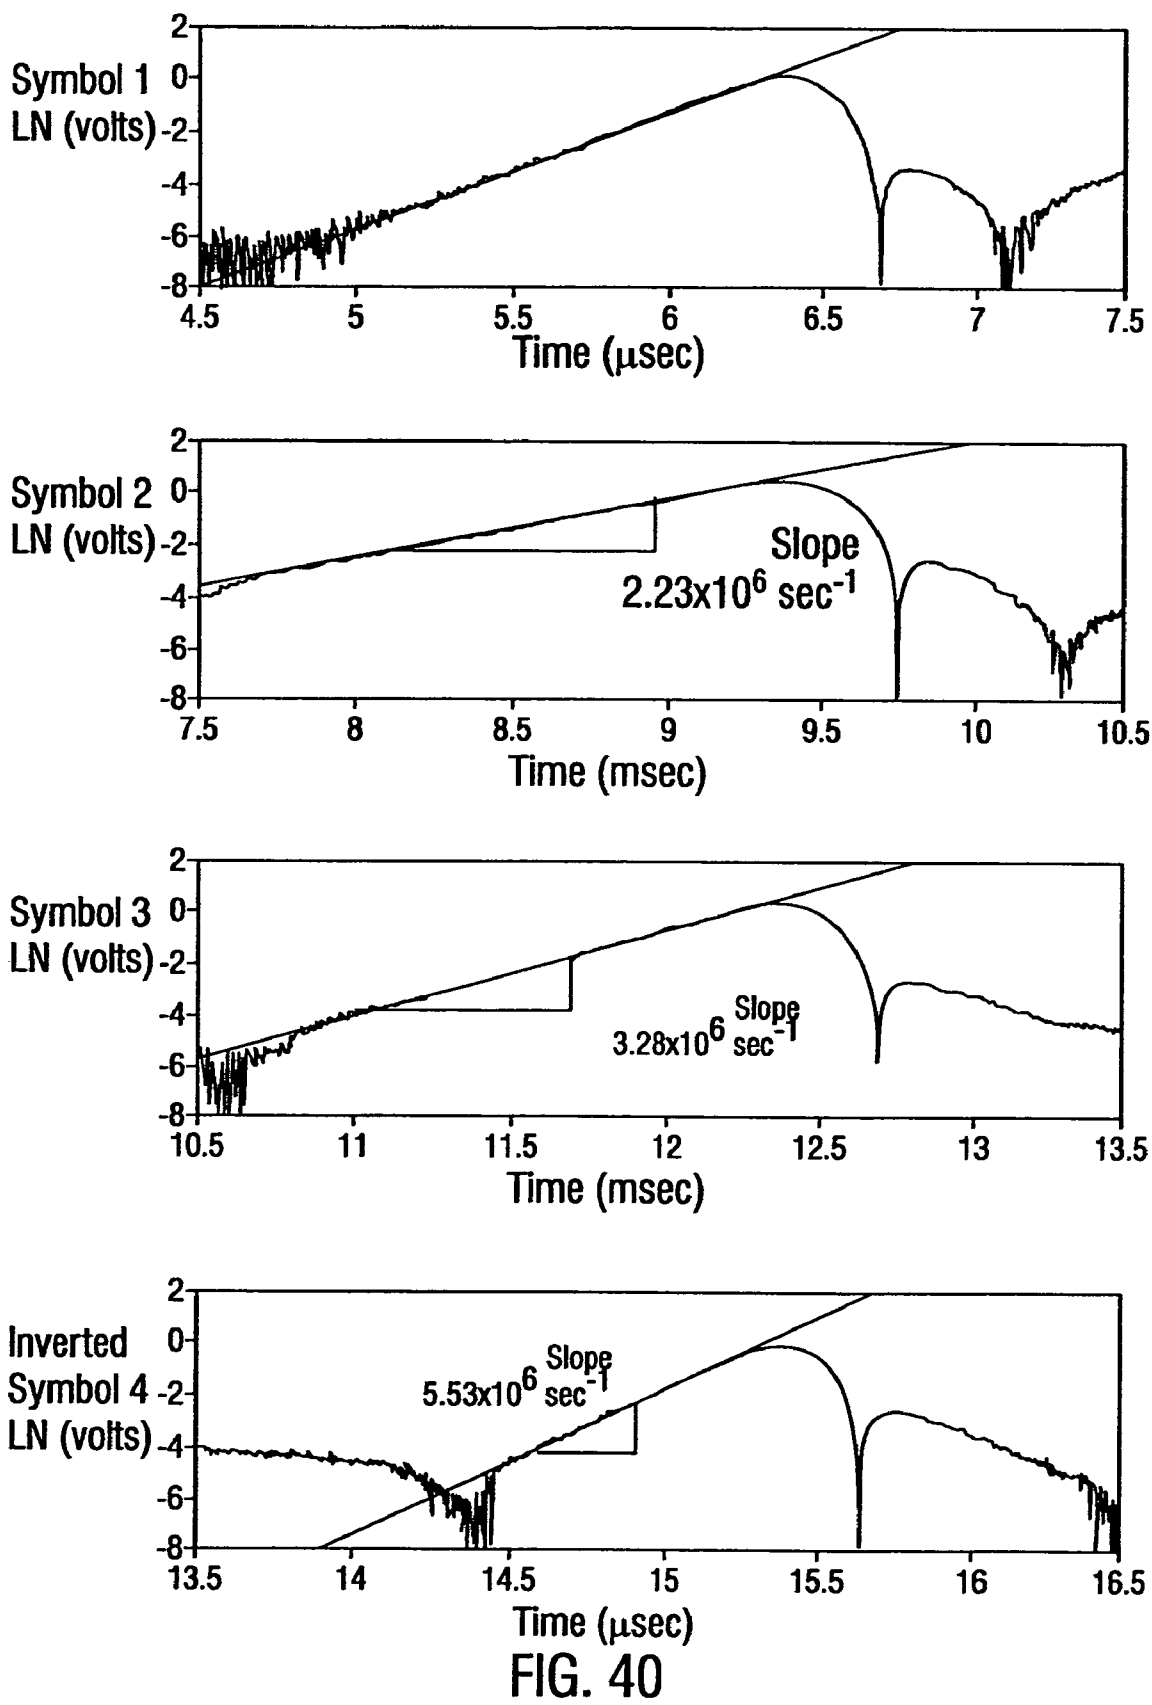 2
0
-2
-4
-6
-8
Symbol 1
LN (volts)
4.5 5 5.5 6 6.5 7 7.5
Time (μsec)
2
0
-2
-4
-6
-8
Symbol 2
LN (volts)
Slope
2.23x10⁶ sec⁻¹
7.5 8 8.5 9 9.5 10 10.5
Time (msec)
2
0
-2
-4
-6
-8
Symbol 3
LN (volts)
Slope
3.28x10⁶ sec⁻¹
10.5 11 11.5 12 12.5 13 13.5
Time (msec)
2
0
-2
-4
-6
-8
Inverted
Symbol 4
LN (volts)
Slope
5.53x10⁶ sec⁻¹
13.5 14 14.5 15 15.5 16 16.5
Time (μsec)
FIG. 40